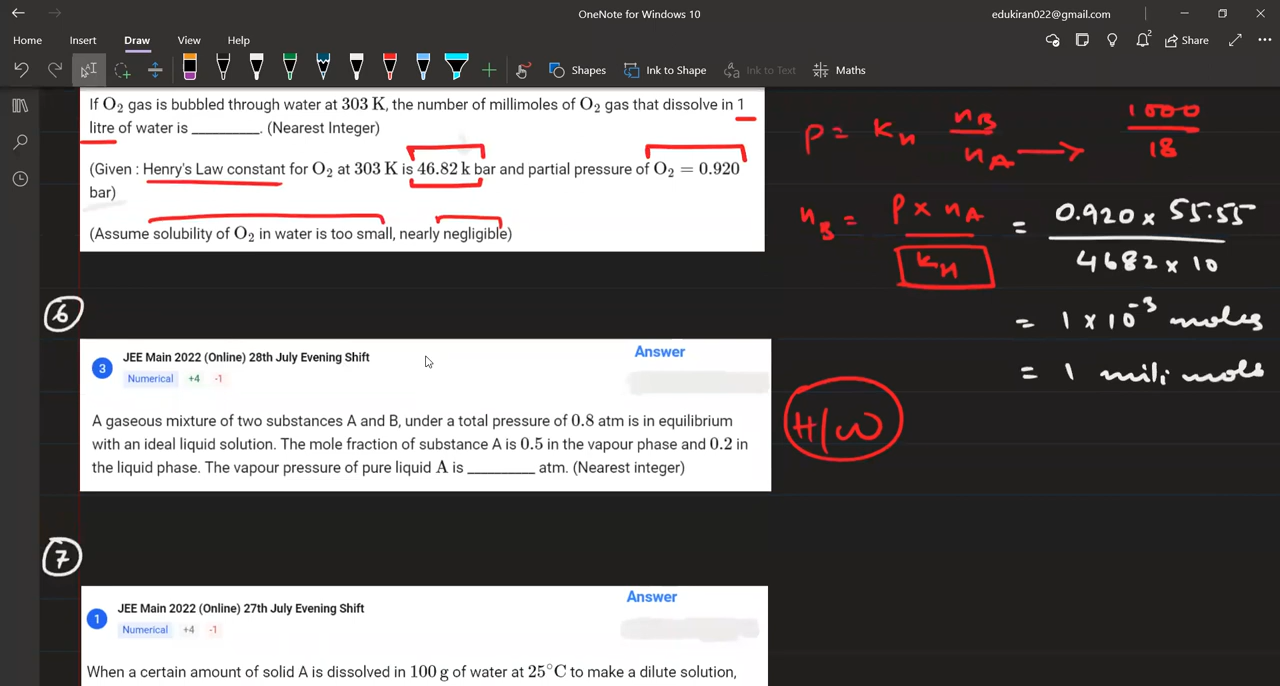 OneNote for Windows 10
edukiran022@gmail.com
Home Insert Draw View Help
Shapes Ink to Shape Ink to Text Maths Share
If O₂ gas is bubbled through water at 303 K, the number of millimoles of O₂ gas that dissolve in 1
litre of water is ________. (Nearest Integer)
(Given : Henry's Law constant for O₂ at 303 K is 46.82 k bar and partial pressure of O₂ = 0.920
bar)
(Assume solubility of O₂ in water is too small, nearly negligible)
P = K_H n_B/n_A → 1000/18
n_B = P × n_A / K_H = 0.920 × 55.55 / 4682 × 10
= 1 × 10⁻³ moles
= 1 mili mole
6
3 JEE Main 2022 (Online) 28th July Evening Shift
Answer
Numerical +4 -1
A gaseous mixture of two substances A and B, under a total pressure of 0.8 atm is in equilibrium
with an ideal liquid solution. The mole fraction of substance A is 0.5 in the vapour phase and 0.2 in
the liquid phase. The vapour pressure of pure liquid A is ________ atm. (Nearest integer)
H/W
7
1 JEE Main 2022 (Online) 27th July Evening Shift
Answer
Numerical +4 -1
When a certain amount of solid A is dissolved in 100 g of water at 25°C to make a dilute solution,